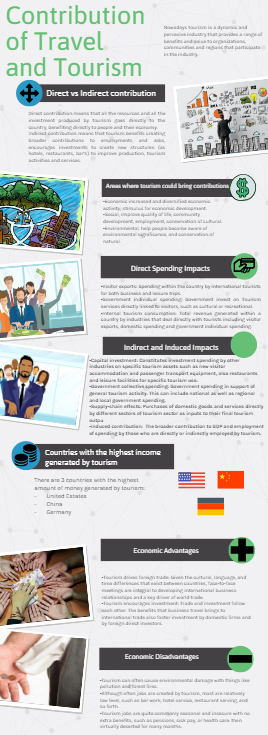 Contribution
of Travel
and Tourism
Nowadays tourism is a dynamic and
pervasive industry that provides a range of
benefits and value to organizations,
communities and regions that participate
in the industry.
Direct vs Indirect contribution
Direct contribution means that all the resources and all the
investment produced by tourism goes directly to the
country, benefiting directly to people and their economy.
Indirect contribution means that tourism benefits creating
broader contributions to employments and jobs,
encourages investments to create new structures (as
hotels, restaurants, bars) to improve production, tourism
activities and services.
Areas where tourism could bring contributions
•Economic: increased and diversified economic
activity, stimulus for economic development.
•Social: improve quality of life, community
development, employment, conservation of cultural.
•Environmental: help people become aware of
environmental significance, and conservation of
natural.
Direct Spending Impacts
•Visitor exports: Spending within the country by international tourists
for both business and leisure trips.
•Government individual spending: Government invest on Tourism
services directly linked to visitors, such as cultural or recreational.
•Internal tourism consumption: Total revenue generated within a
country by industries that deal directly with tourists including visitor
exports, domestic spending and government individual spending.
Indirect and Induced Impacts
•Capital investment: Constitutes investment spending by other
industries on specific tourism assets such as new visitor
accommodation and passenger transport equipment, also restaurants
and leisure facilities for specific tourism use.
•Government collective spending: Government spending in support of
general tourism activity. This can include national as well as regional
and local government spending.
•Supply-chain effects: Purchases of domestic goods and services directly
by different sectors of tourism sector as inputs to their final tourism
output
•Induced contribution: The broader contribution to GDP and employment
of spending by those who are directly or indirectly employed by tourism.
Countries with the highest income
generated by tourism
There are 3 countries with the highest
amount of money generated by tourism:
- United Estates
- China
- Germany
Economic Advantages
•Tourism drives foreign trade: Given the cultural, language, and
time differences that exist between countries, face-to-face
meetings are integral to developing international business
relationships and a key driver of world trade.
•Tourism encourages investment: Trade and investment follow
each other. The benefits that business travel brings to
international trade also foster investment by domestic firms and
by foreign direct investors.
Economic Disadvantages
•Tourism can often cause environmental damage with things like
pollution and forest fires.
•Although often jobs are created by tourism, most are relatively
low level, such as bar work, hotel service, restaurant serving, and
so forth.
•Tourism jobs are quite commonly seasonal and insecure with no
extra benefits, such as pensions, sick pay, or health care then
virtually deserted for many months.